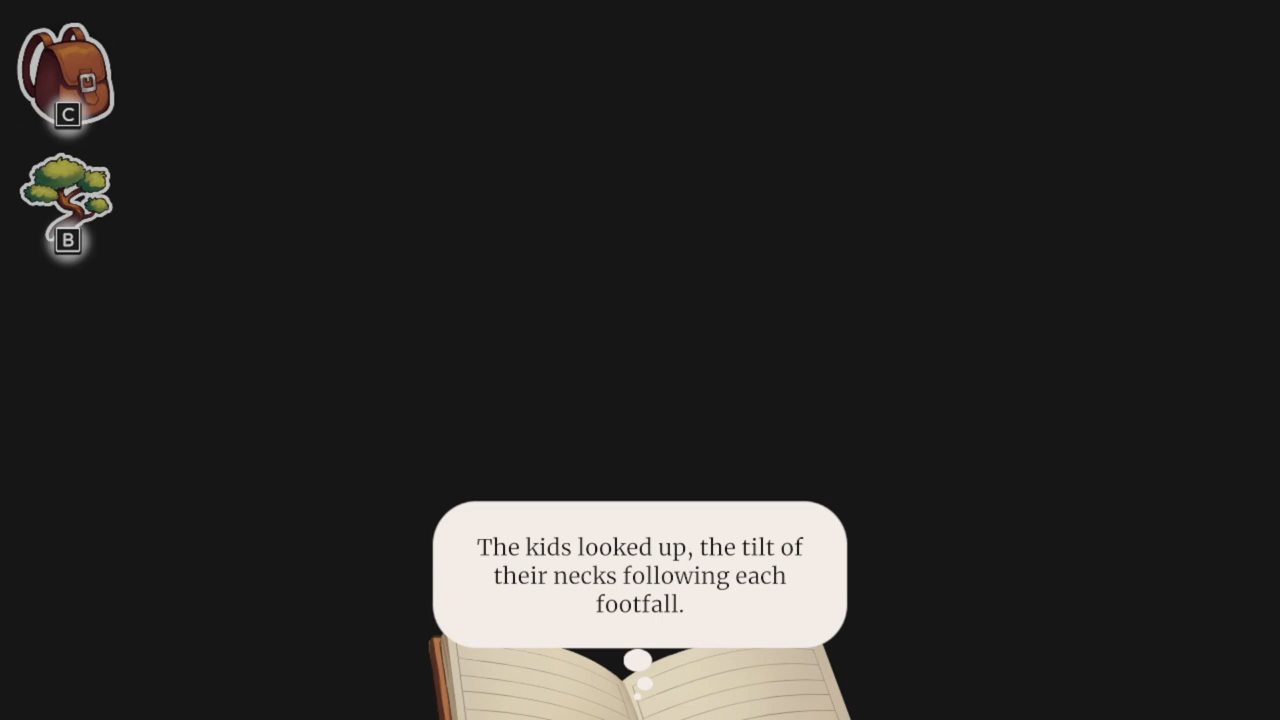 C
B
The kids looked up, the tilt of
their necks following each
footfall.